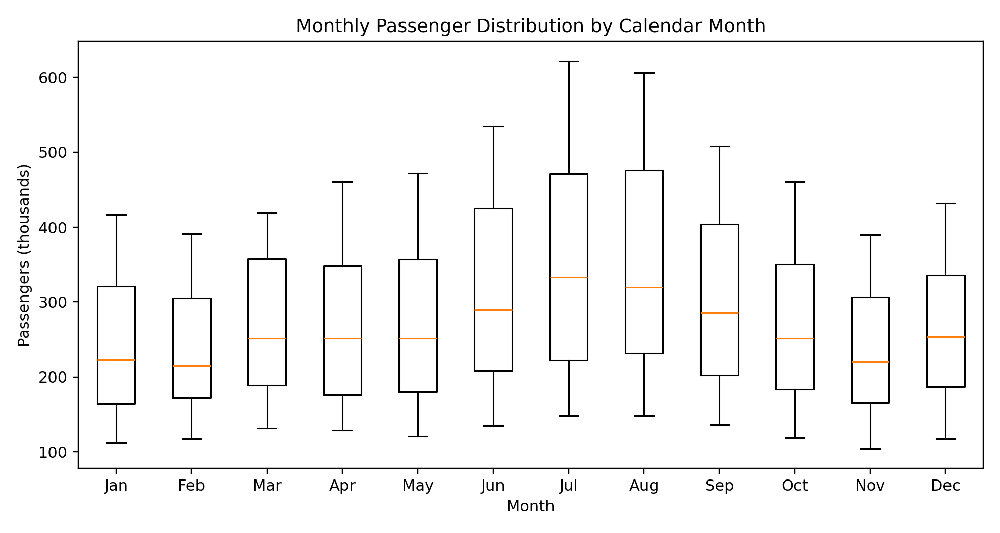 Monthly Passenger Distribution by Calendar Month
Passengers (thousands)
600
500
400
300
200
100
Jan Feb Mar Apr May Jun Jul Aug Sep Oct Nov Dec
Month